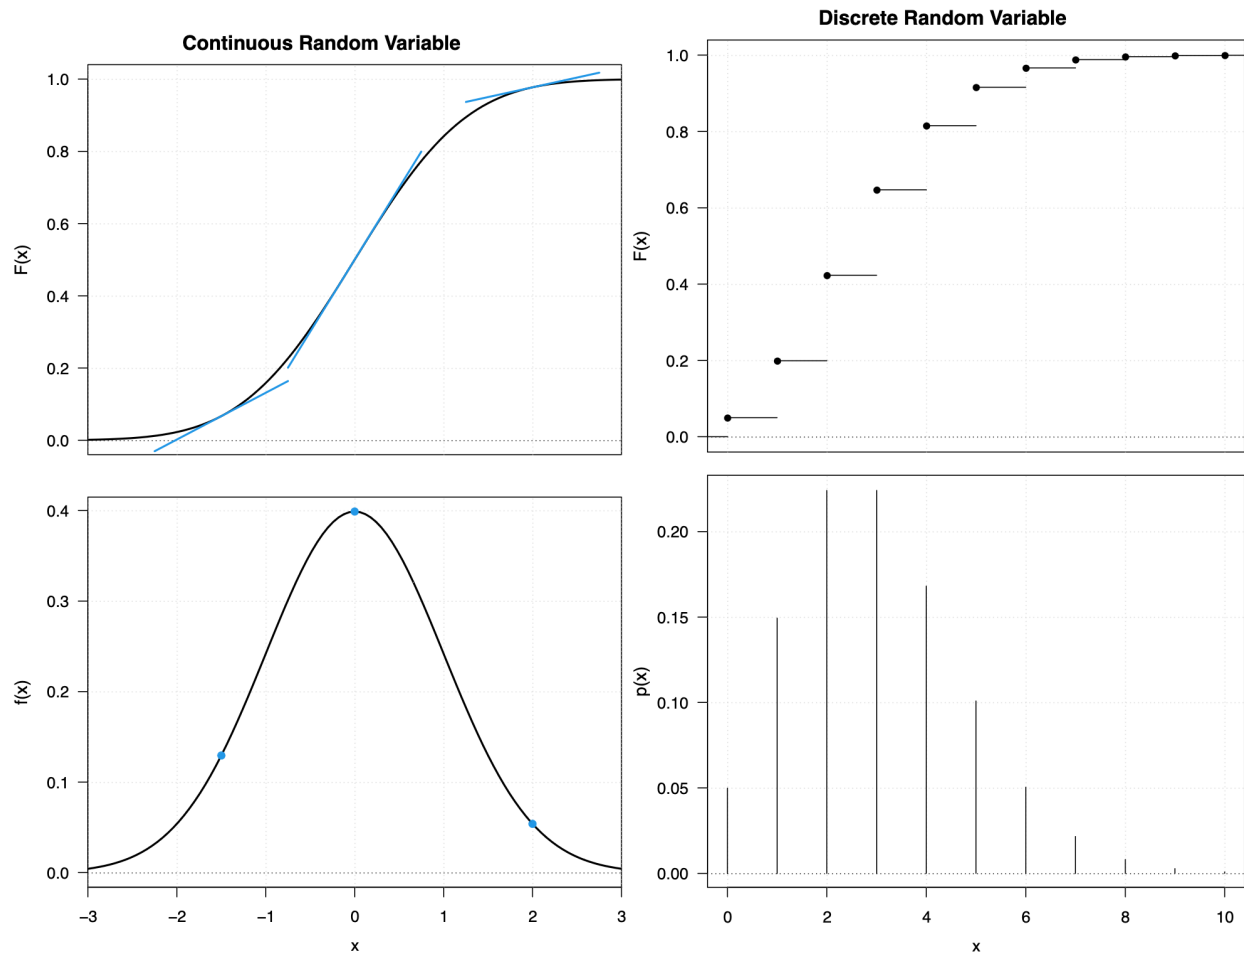 Continuous Random Variable
1.0
0.8
0.6
0.4
0.2
0.0
F(x)
0.4
0.3
0.2
0.1
0.0
f(x)
−3 −2 −1 0 1 2 3
x
Discrete Random Variable
1.0
0.8
0.6
0.4
0.2
0.0
F(x)
0.20
0.15
0.10
0.05
0.00
p(x)
0 2 4 6 8 10
x